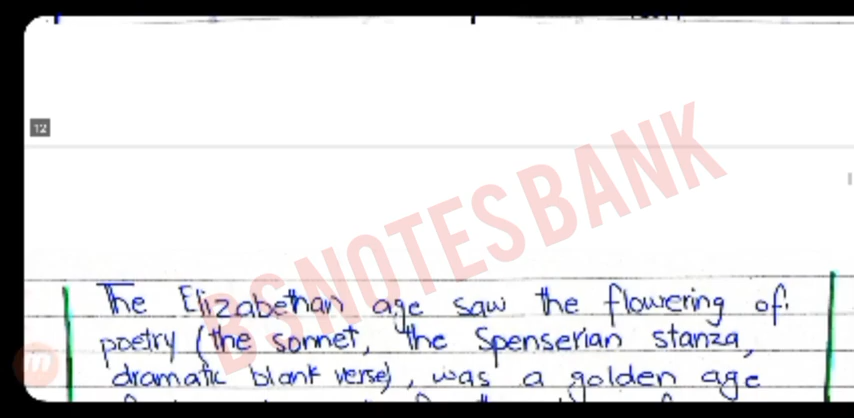 12
BSNOTESBANK
The Elizabethan age saw the flowering of
poetry (the sonnet, the Spenserian stanza,
dramatic blank verse), was a golden age